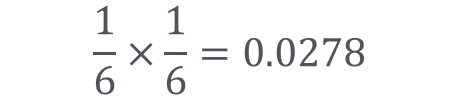 1/6 × 1/6 = 0.0278